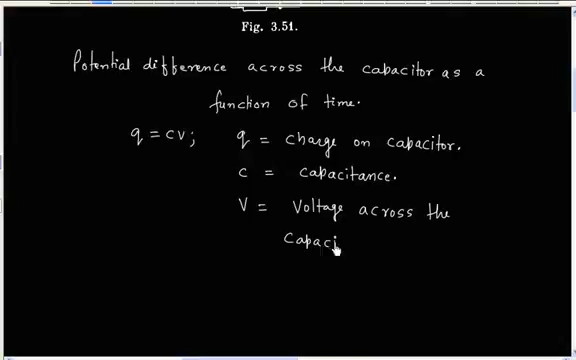 Fig. 3.51.
Potential difference across the capacitor as a
function of time.
q = cv; q = charge on capacitor.
c = capacitance.
V = Voltage across the
capaci